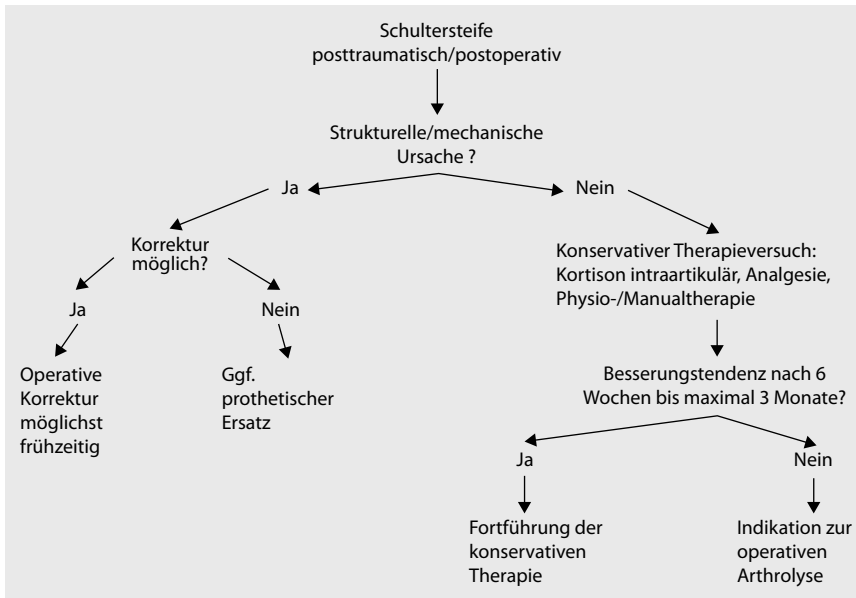 Schultersteife
posttraumatisch/postoperativ
Strukturelle/mechanische
Ursache ?
Ja
Nein
Korrektur
möglich?
Konservativer Therapieversuch:
Kortison intraartikulär, Analgesie,
Physio-/Manualtherapie
Ja
Nein
Operative
Korrektur
möglichst
frühzeitig
Ggf.
prothetischer
Ersatz
Besserungstendenz nach 6
Wochen bis maximal 3 Monate?
Ja
Nein
Fortführung der
konservativen
Therapie
Indikation zur
operativen
Arthrolyse